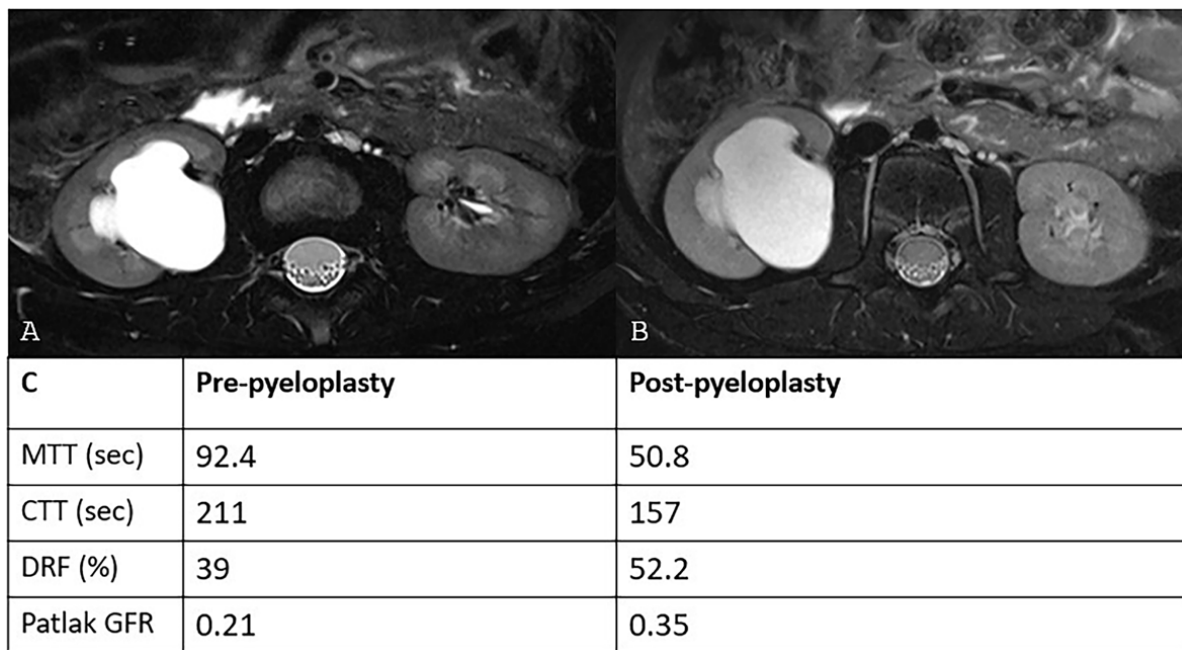 A
B
C Pre-pyeloplasty Post-pyeloplasty
MTT (sec) 92.4 50.8
CTT (sec) 211 157
DRF (%) 39 52.2
Patlak GFR 0.21 0.35